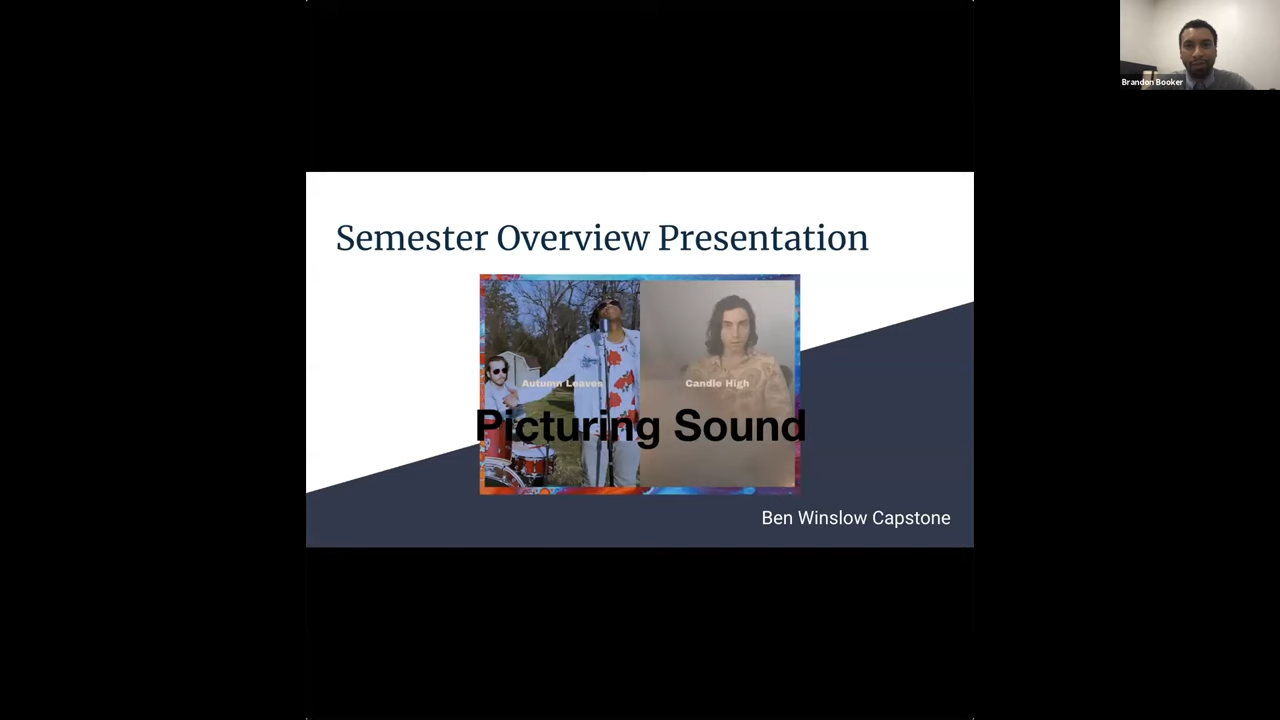 Brandon Booker
Semester Overview Presentation
Autumn Leaves
Candle High
Picturing Sound
Ben Winslow Capstone